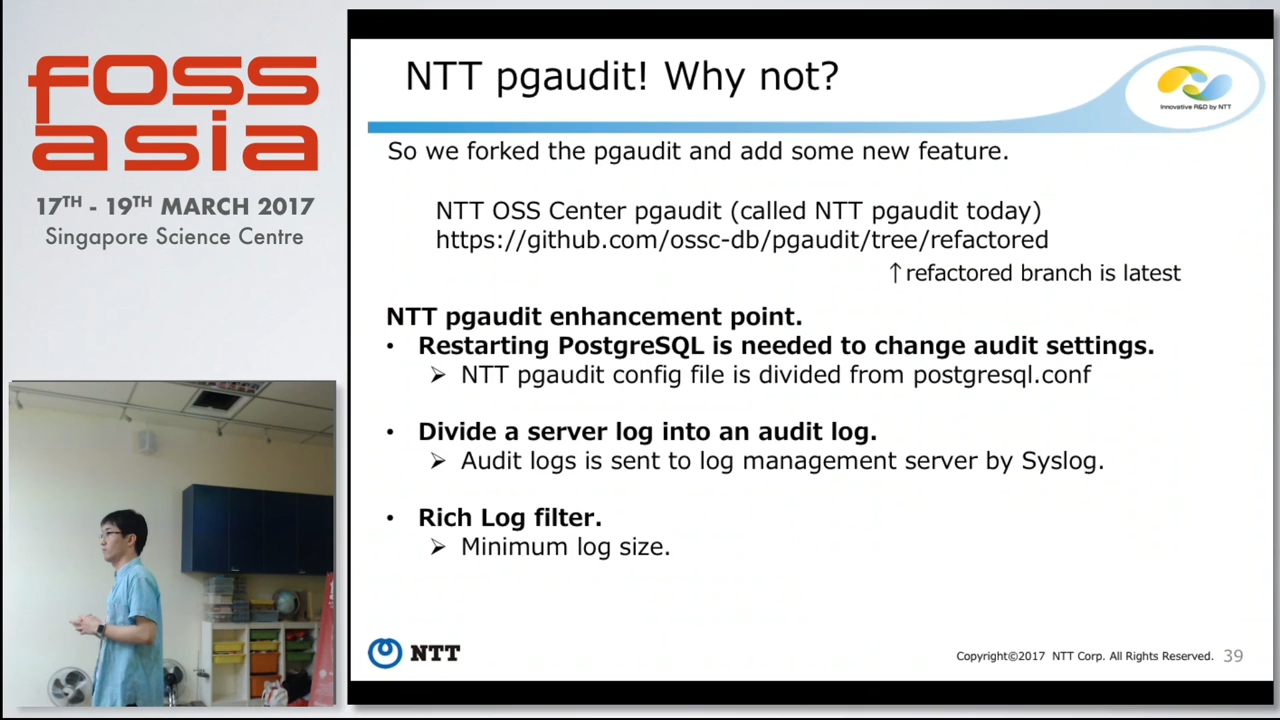 foss
asia
17TH - 19TH MARCH 2017
Singapore Science Centre
NTT pgaudit! Why not?
Innovative R&D by NTT
So we forked the pgaudit and add some new feature.
NTT OSS Center pgaudit (called NTT pgaudit today)
https://github.com/ossc-db/pgaudit/tree/refactored
↑refactored branch is latest
NTT pgaudit enhancement point.
• Restarting PostgreSQL is needed to change audit settings.
➢ NTT pgaudit config file is divided from postgresql.conf
• Divide a server log into an audit log.
➢ Audit logs is sent to log management server by Syslog.
• Rich Log filter.
➢ Minimum log size.
NTT
Copyright©2017 NTT Corp. All Rights Reserved. 39